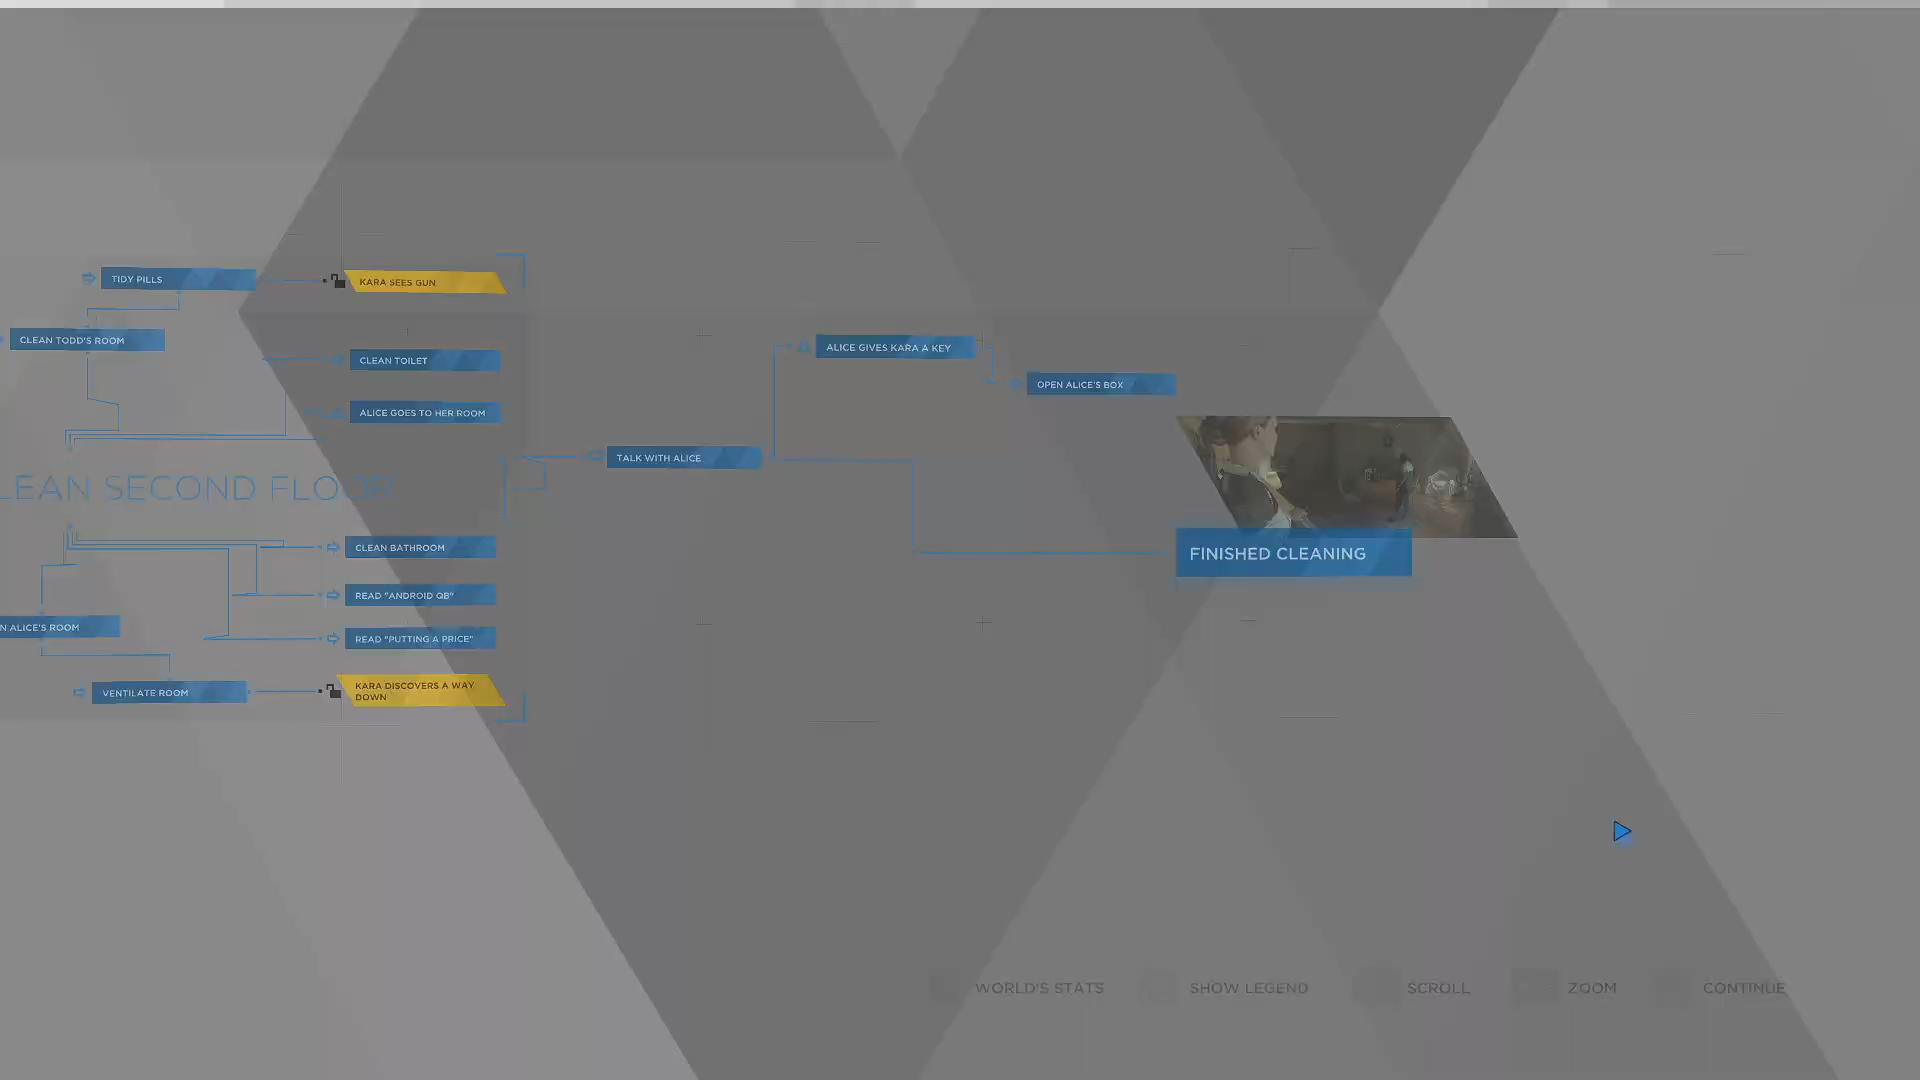 TIDY PILLS
KARA SEES GUN
CLEAN TODD'S ROOM
ALICE GIVES KARA A KEY
CLEAN TOILET
OPEN ALICE'S BOX
ALICE GOES TO HER ROOM
TALK WITH ALICE
LEAN SECOND FLOOR
FINISHED CLEANING
CLEAN BATHROOM
READ "ANDROID QB"
N ALICE'S ROOM
READ "PUTTING A PRICE"
VENTILATE ROOM
KARA DISCOVERS A WAY
DOWN
WORLD'S STATS
SHOW LEGEND
SCROLL
ZOOM
CONTINUE